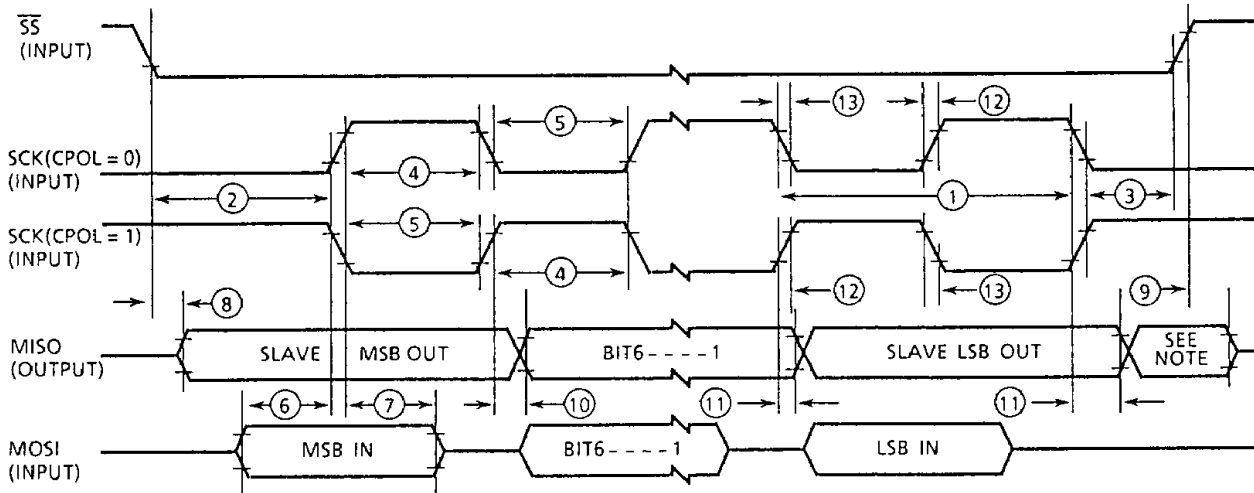 SS
(INPUT)
13
12
5
SCK(CPOL = 0)
(INPUT)
4
2
1
3
5
SCK(CPOL = 1)
(INPUT)
4
12
13
9
8
MISO
(OUTPUT)
SLAVE MSB OUT
BIT6----1
SLAVE LSB OUT
SEE
NOTE
6
7
10
11
11
MOSI
(INPUT)
MSB IN
BIT6----1
LSB IN